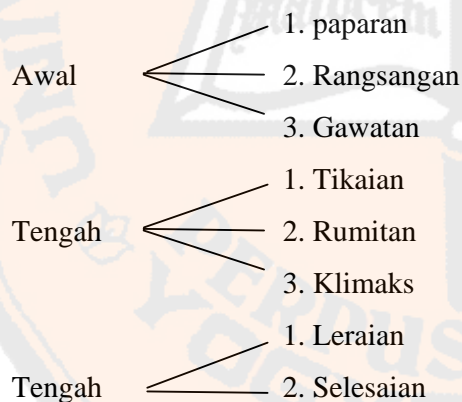 1. paparan
Awal
2. Rangsangan
3. Gawatan
1. Tikaian
Tengah
2. Rumitan
3. Klimaks
1. Leraian
Tengah
2. Selesaian